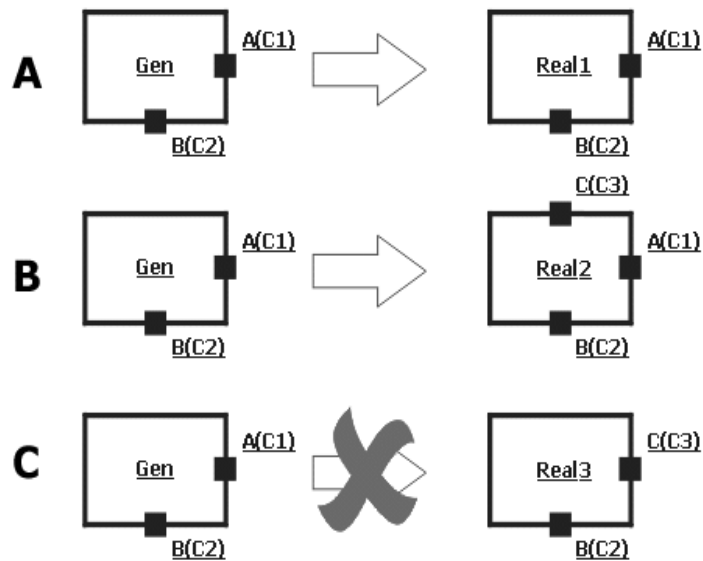 A(C1) A(C1)
A Gen Real1
B(C2) B(C2)
C(C3)
A(C1) A(C1)
B Gen Real2
B(C2) B(C2)
A(C1) C(C3)
C Gen Real3
B(C2) B(C2)